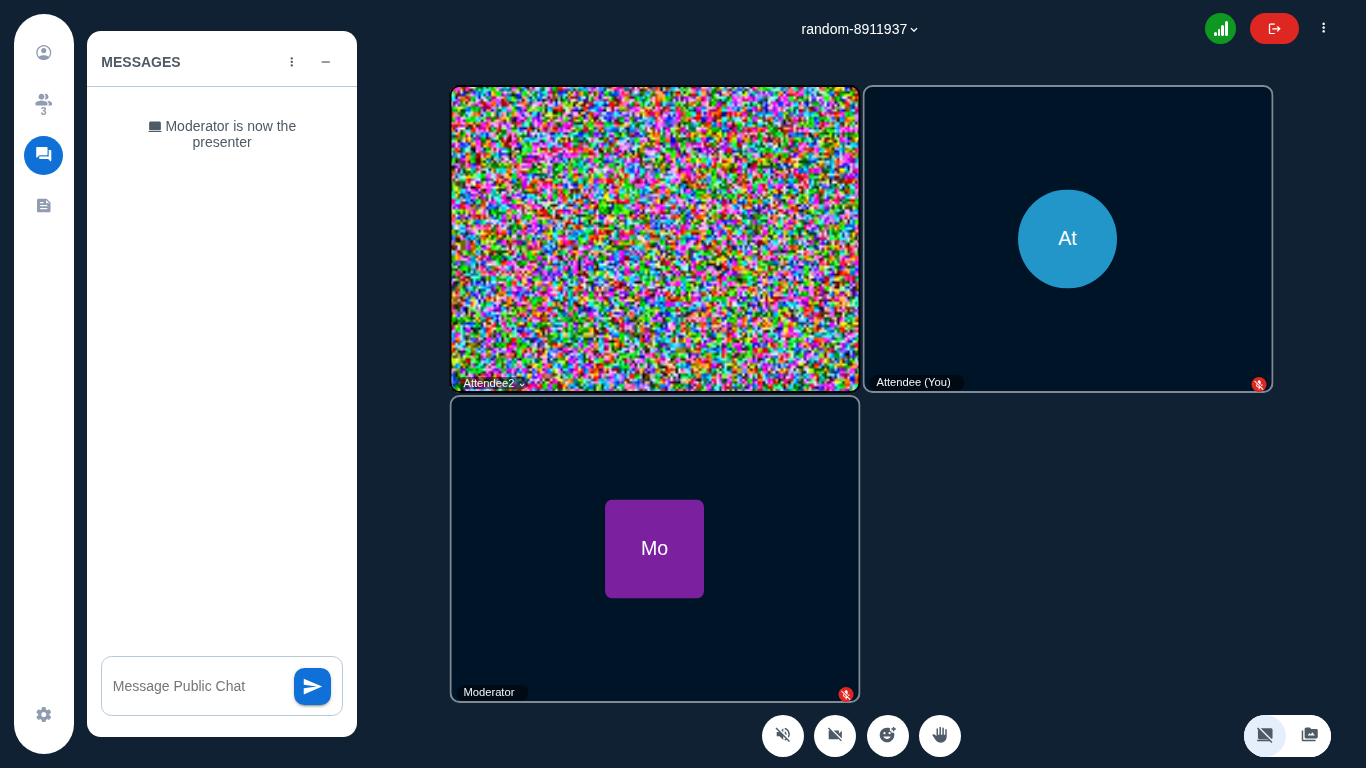 random-8911937
MESSAGES
3
Moderator is now the
presenter
Message Public Chat
Attendee2
At
Attendee (You)
Mo
Moderator